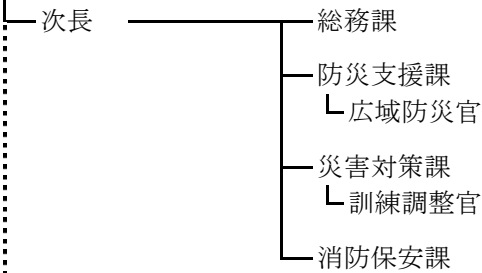 次長 総務課
防災支援課
広域防災官
災害対策課
訓練調整官
消防保安課